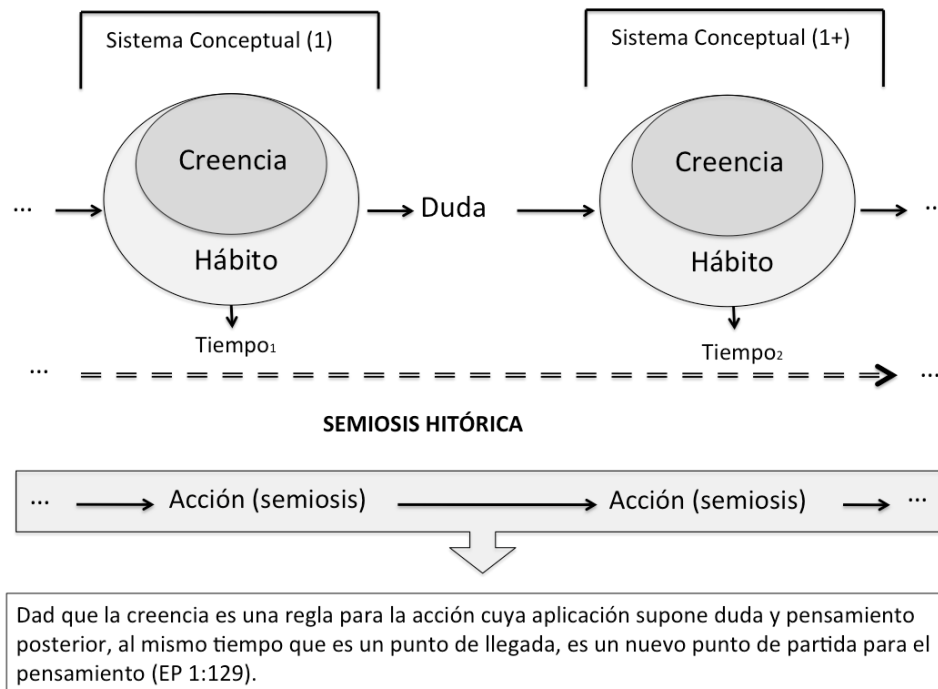 Sistema Conceptual (1)
Sistema Conceptual (1+)
Creencia
Creencia
... Duda ..
Hábito
Hábito
Tiempo1
Tiempo2
... ...
SEMIOSIS HITÓRICA
... Acción (semiosis) Acción (semiosis) ...
Dad que la creencia es una regla para la acción cuya aplicación supone duda y pensamiento
posterior, al mismo tiempo que es un punto de llegada, es un nuevo punto de partida para el
pensamiento (EP 1:129).